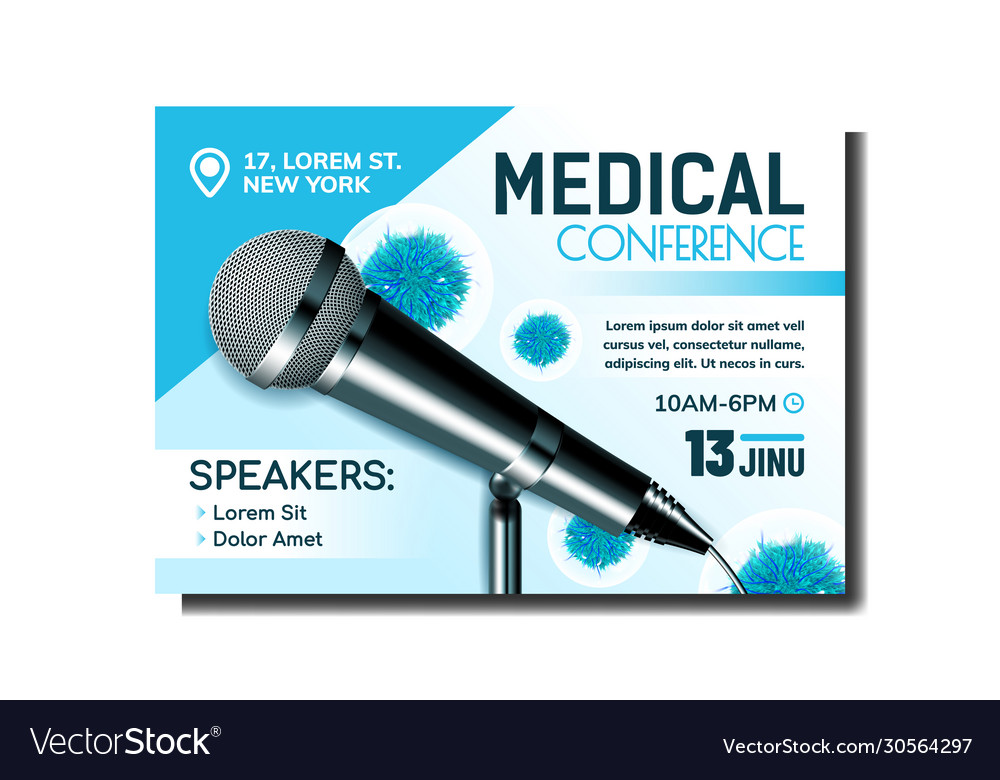 17, LOREM ST.
NEW YORK
MEDICAL
CONFERENCE
Lorem ipsum dolor sit amet vell
cursus vel, consectetur nulldame,
adipiscing elit. Ut necos in curs.
10AM-6PM
13 JINU
SPEAKERS:
Lorem Sit
Dolor Amet
VectorStock®
VectorStock.com/30564297